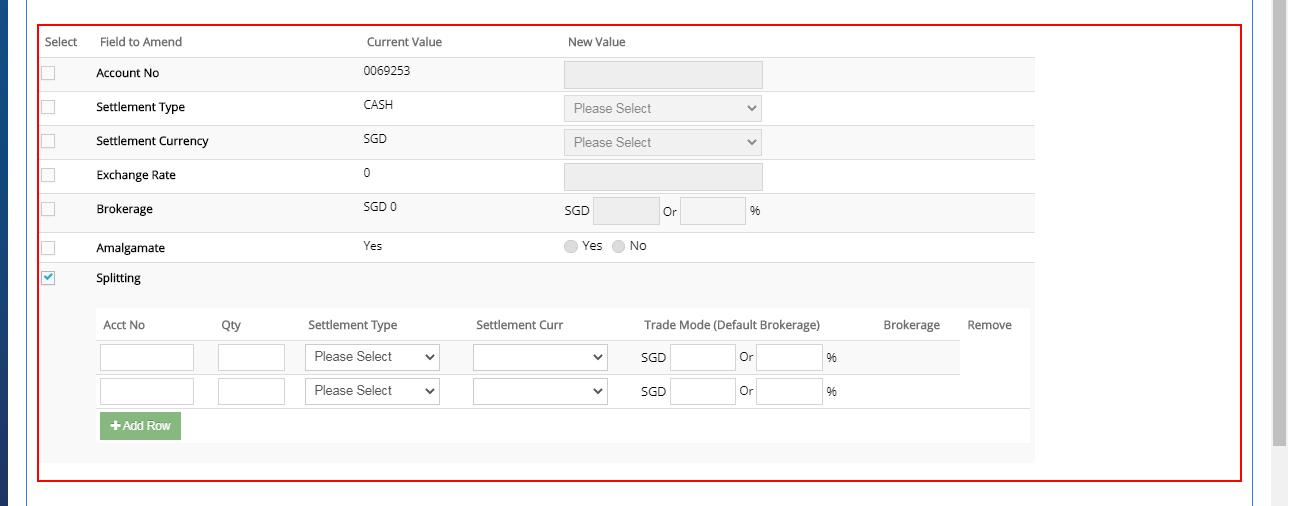 Select Field to Amend Current Value New Value
Account No 0069253
Settlement Type CASH Please Select
Settlement Currency SGD Please Select
Exchange Rate 0
Brokerage SGD 0 SGD Or %
Amalgamate Yes Yes No
Splitting
Acct No Qty Settlement Type Settlement Curr Trade Mode (Default Brokerage) Brokerage Remove
Please Select SGD Or %
Please Select SGD Or %
+ Add Row